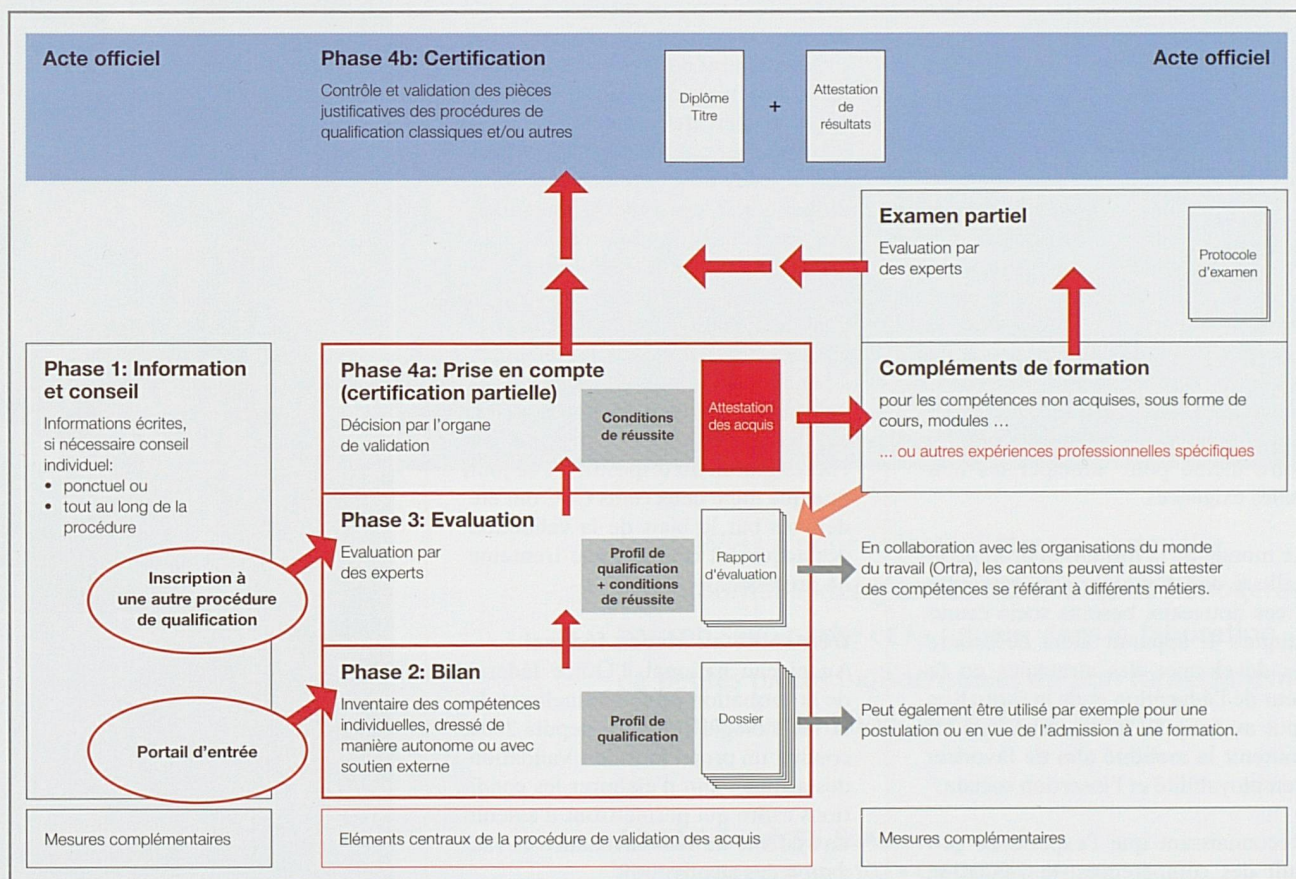 Acte officiel
Phase 4b: Certification
Contrôle et validation des pièces
justificatives des procédures de
qualification classiques et/ou autres
Diplôme
Titre
+
Attestation
de
résultats
Acte officiel
Examen partiel
Evaluation par
des experts
Protocole
d'examen
Phase 1: Information
et conseil
Informations écrites,
si nécessaire conseil
individuel:
• ponctuel ou
• tout au long de la
procédure
Inscription à
une autre procédure
de qualification
Portail d'entrée
Phase 4a: Prise en compte
(certification partielle)
Décision par l'organe
de validation
Conditions
de réussite
Attestation
des acquis
Compléments de formation
pour les compétences non acquises, sous forme de
cours, modules ...
... ou autres expériences professionnelles spécifiques
Phase 3: Evaluation
Evaluation par
des experts
Profil de
qualification
+ conditions
de réussite
Rapport
d'évaluation
En collaboration avec les organisations du monde
du travail (Ortra), les cantons peuvent aussi attester
des compétences se référant à différents métiers.
Phase 2: Bilan
Inventaire des compétences
individuelles, dressé de
manière autonome ou avec
soutien externe
Profil de
qualification
Dossier
Peut également être utilisé par exemple pour une
postulation ou en vue de l'admission à une formation.
Mesures complémentaires
Eléments centraux de la procédure de validation des acquis
Mesures complémentaires